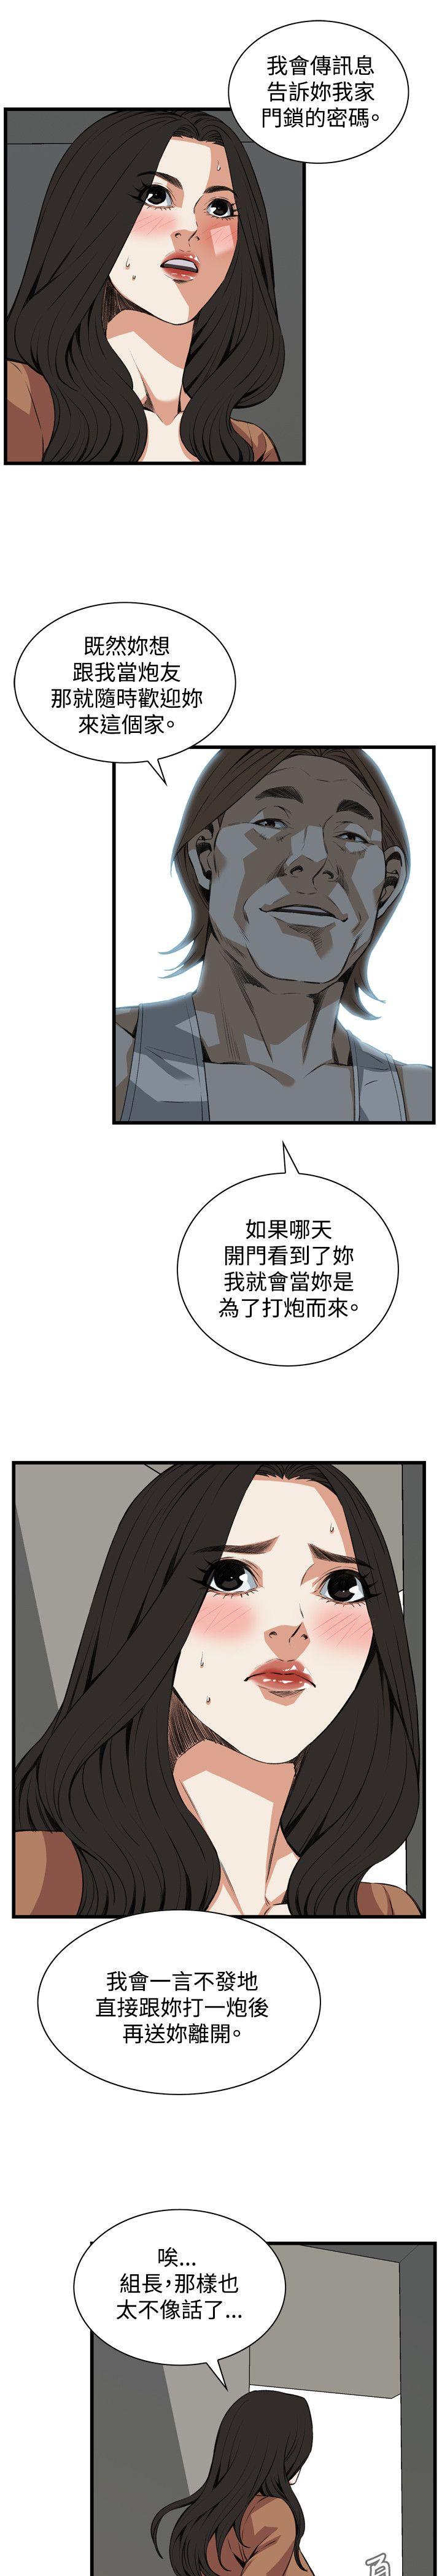 我會傳訊息
告訴妳我家
門鎖的密碼。
既然妳想
跟我當炮友
那就隨時歡迎妳
來這個家。
如果哪天
開門看到了妳
我就會當妳是
為了打炮而來。
我會一言不發地
直接跟妳打一炮後
再送妳離開。
唉...
組長,那樣也
太不像話了...